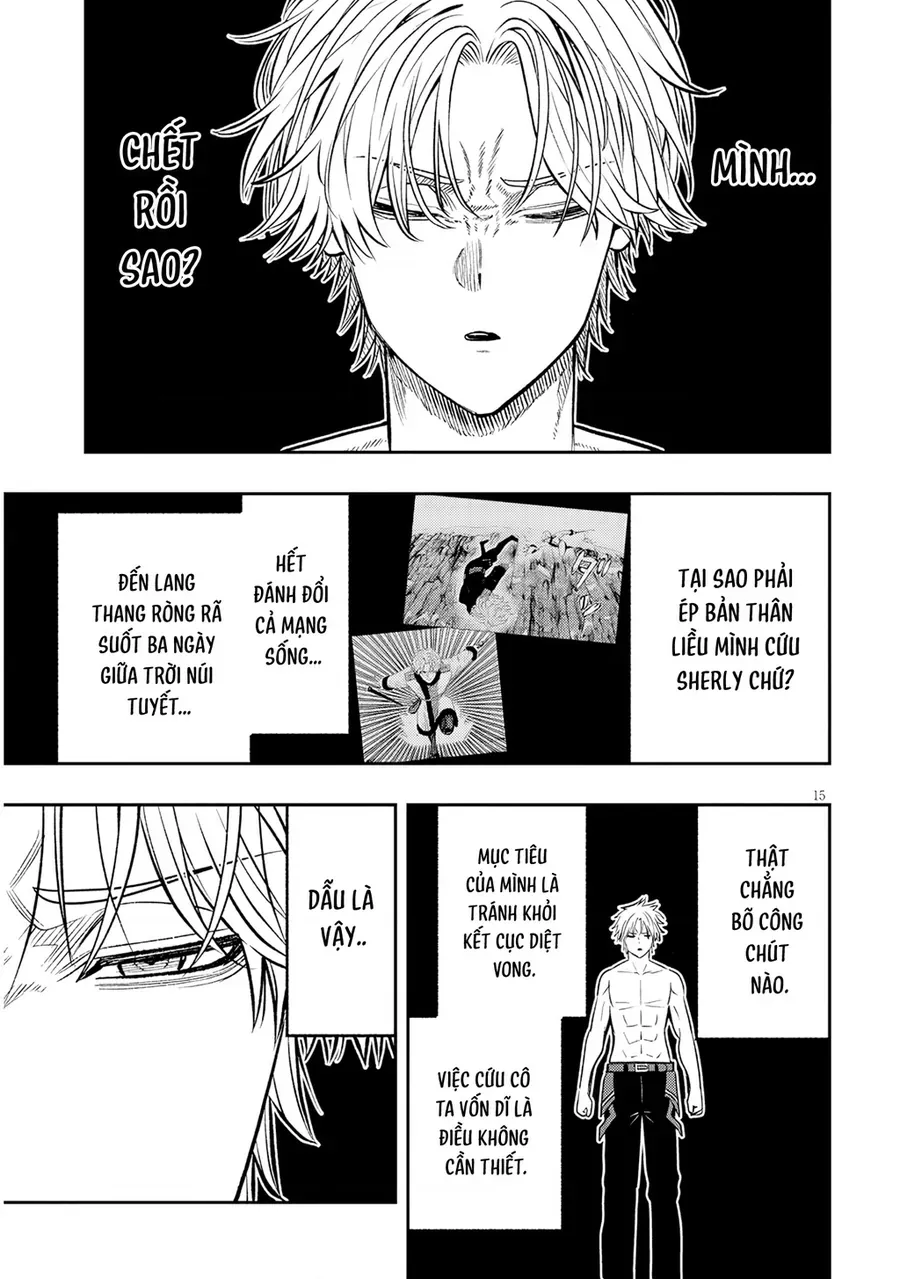 MÌNH...
CHẾT
RỒI
SAO?
TẠI SAO PHẢI
ÉP BẢN THÂN
LIỀU MÌNH CỨU
SHERLY CHỨ?
HẾT
ĐÁNH ĐỔI
CẢ MẠNG
SỐNG...
ĐẾN LANG
THANG RÒNG RÃ
SUỐT BA NGÀY
GIỮA TRỜI NÚI
TUYẾT...
15
THẬT
CHẲNG
BÕ CÔNG
CHÚT
NÀO.
MỤC TIÊU
CỦA MÌNH LÀ
TRÁNH KHỎI
KẾT CỤC DIỆT
VONG.
VIỆC CỨU CÔ
TA VỐN DĨ LÀ
ĐIỀU KHÔNG
CẦN THIẾT.
DẪU LÀ
VẬY..